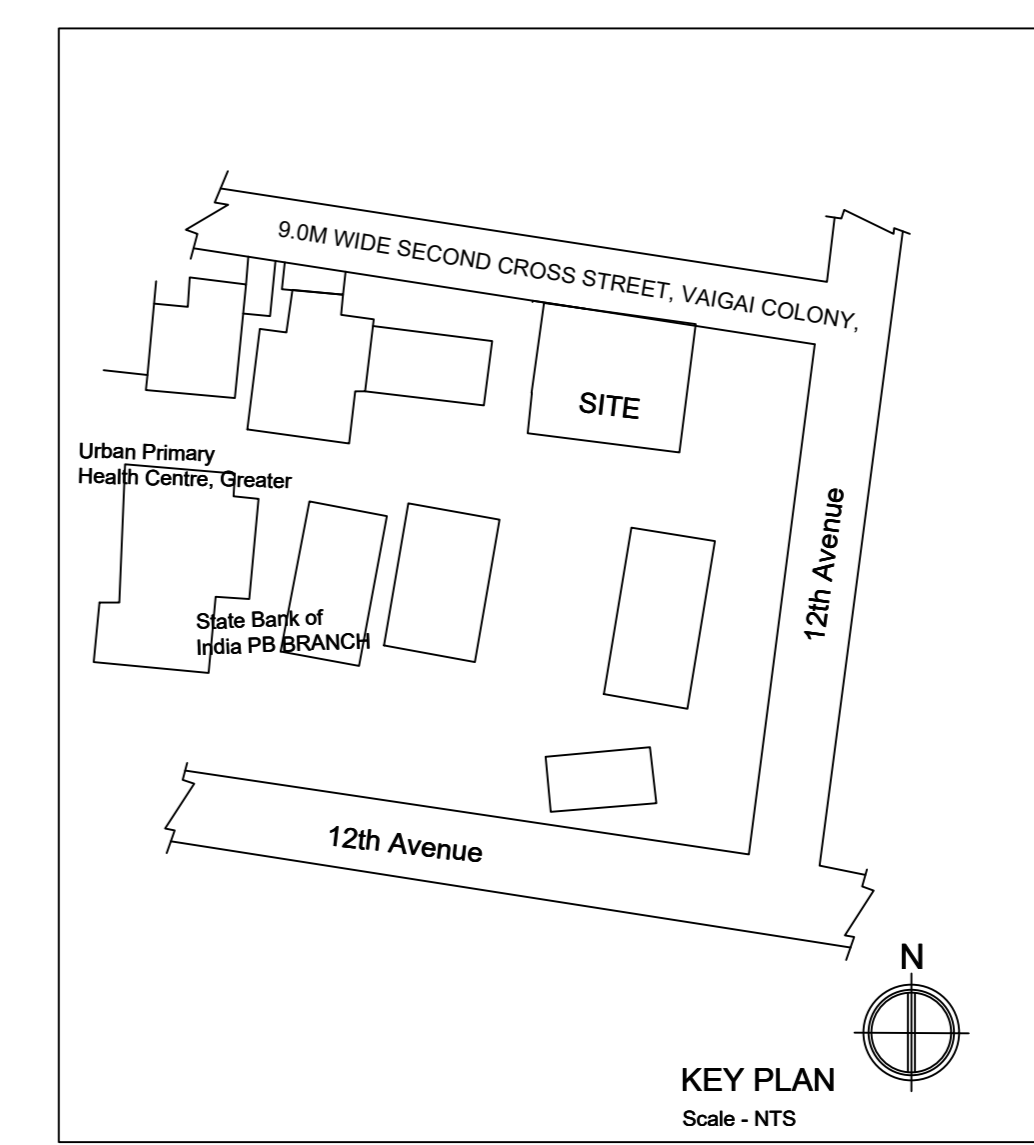 9.0M WIDE SECOND CROSS STREET, VAIGAI COLONY,
SITE
Urban Primary
Health Centre, Greater
12th Avenue
State Bank of
India PB BRANCH
12th Avenue
N
KEY PLAN
Scale - NTS